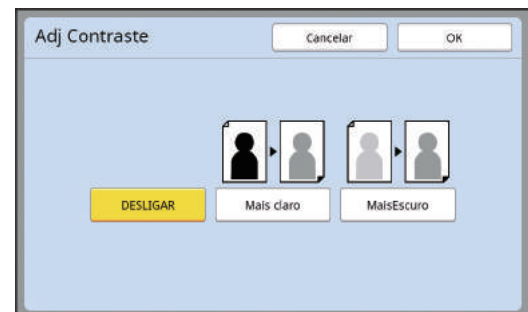 Adj Contraste
Cancelar
OK
DESLIGAR
Mais claro
MaisEscuro